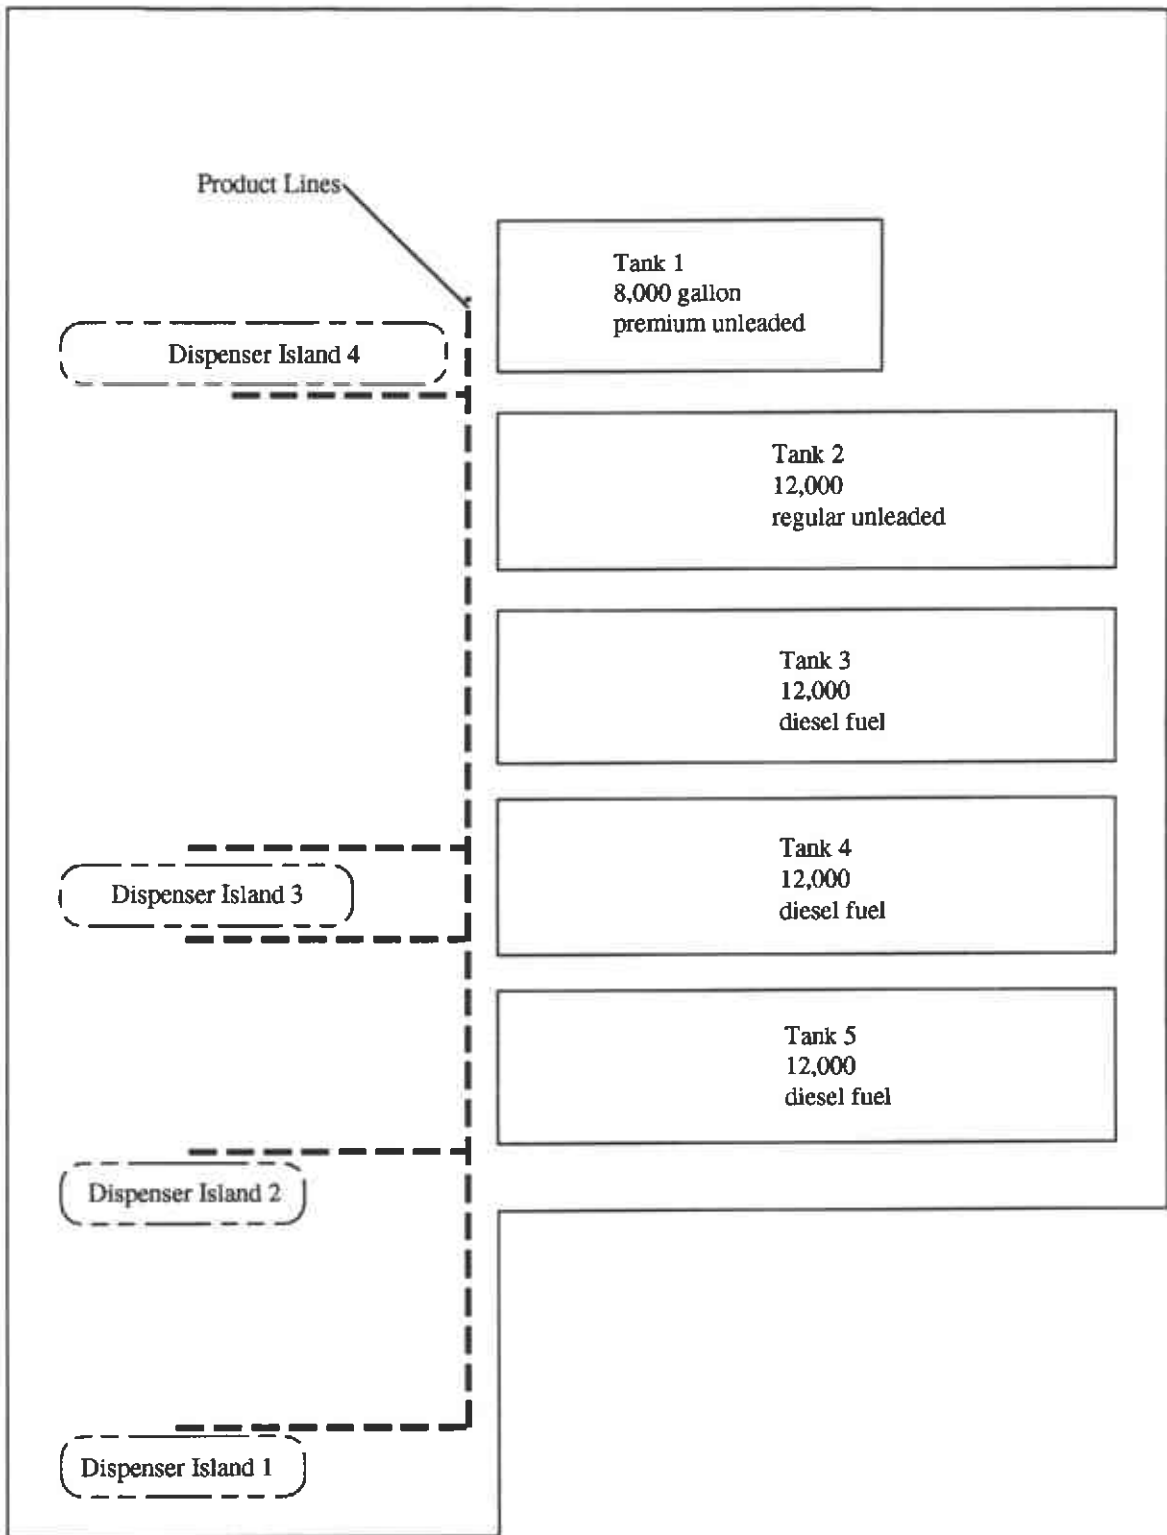 Product Lines
Tank 1
8,000 gallon
premium unleaded
Dispenser Island 4
Tank 2
12,000
regular unleaded
Tank 3
12,000
diesel fuel
Tank 4
12,000
diesel fuel
Dispenser Island 3
Tank 5
12,000
diesel fuel
Dispenser Island 2
Dispenser Island 1